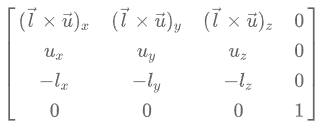 (l⃗ × u⃗)ₓ (l⃗ × u⃗)ᵧ (l⃗ × u⃗)_z 0
uₓ uᵧ u_z 0
−lₓ −lᵧ −l_z 0
0 0 0 1